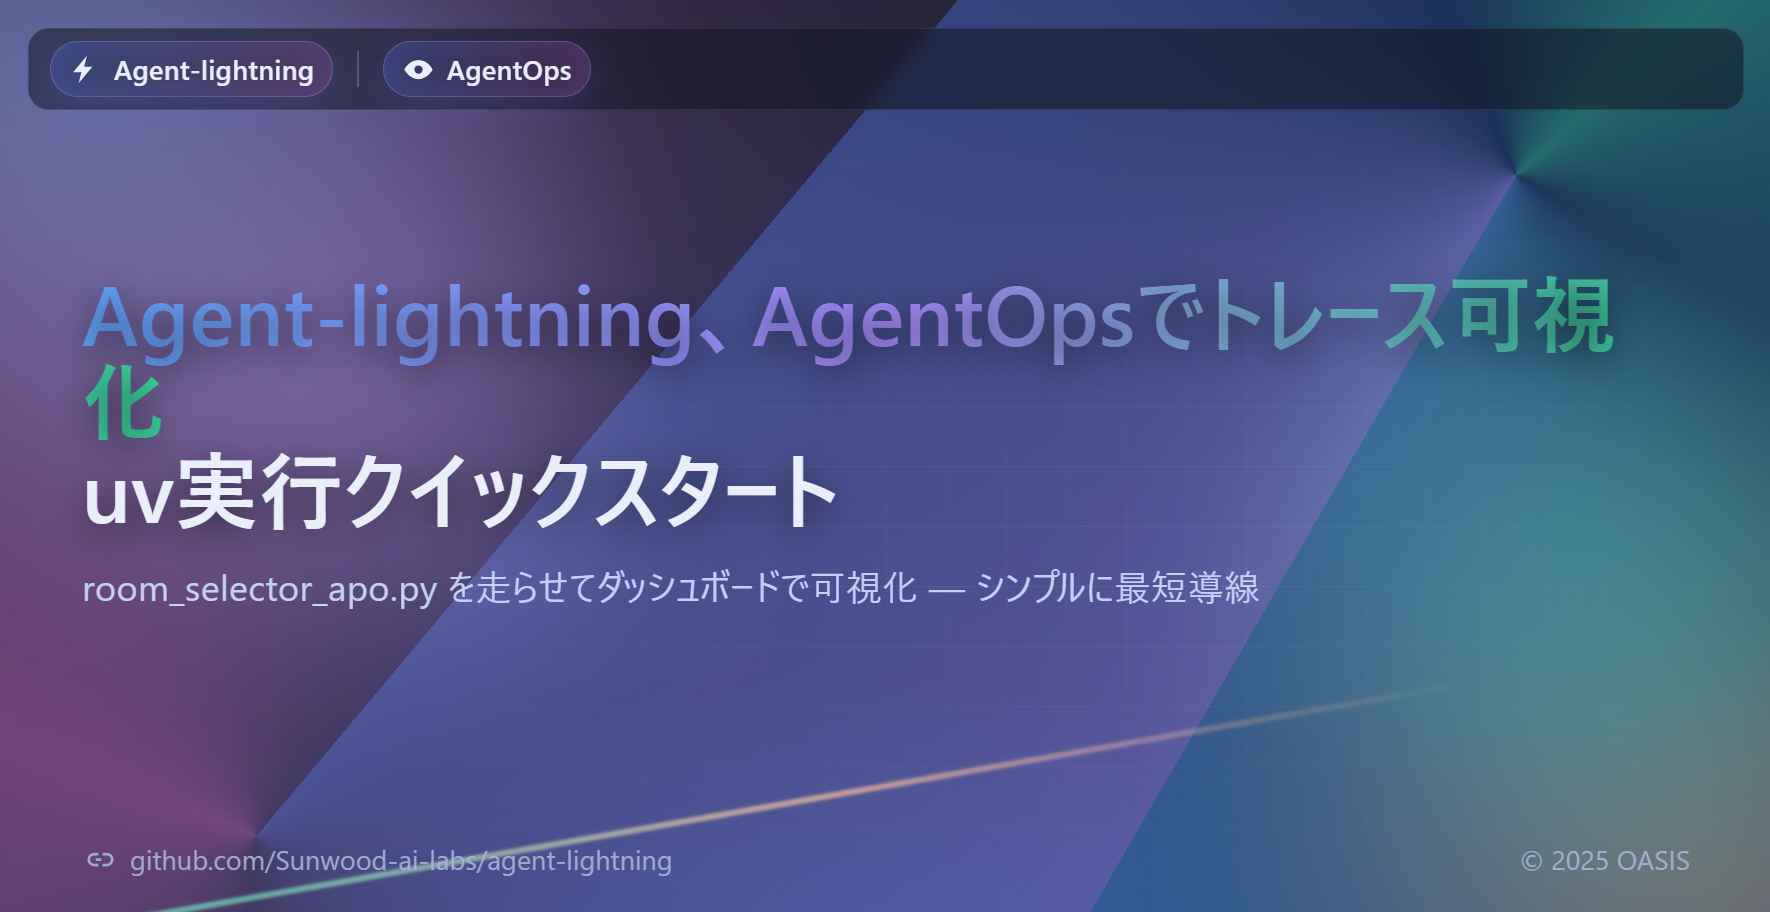 Agent-lightning
AgentOps
Agent-lightning、AgentOpsでトレース可視
化
uv実行クイックスタート
room_selector_apo.py を走らせてダッシュボードで可視化 — シンプルに最短導線
github.com/Sunwood-ai-labs/agent-lightning
© 2025 OASIS